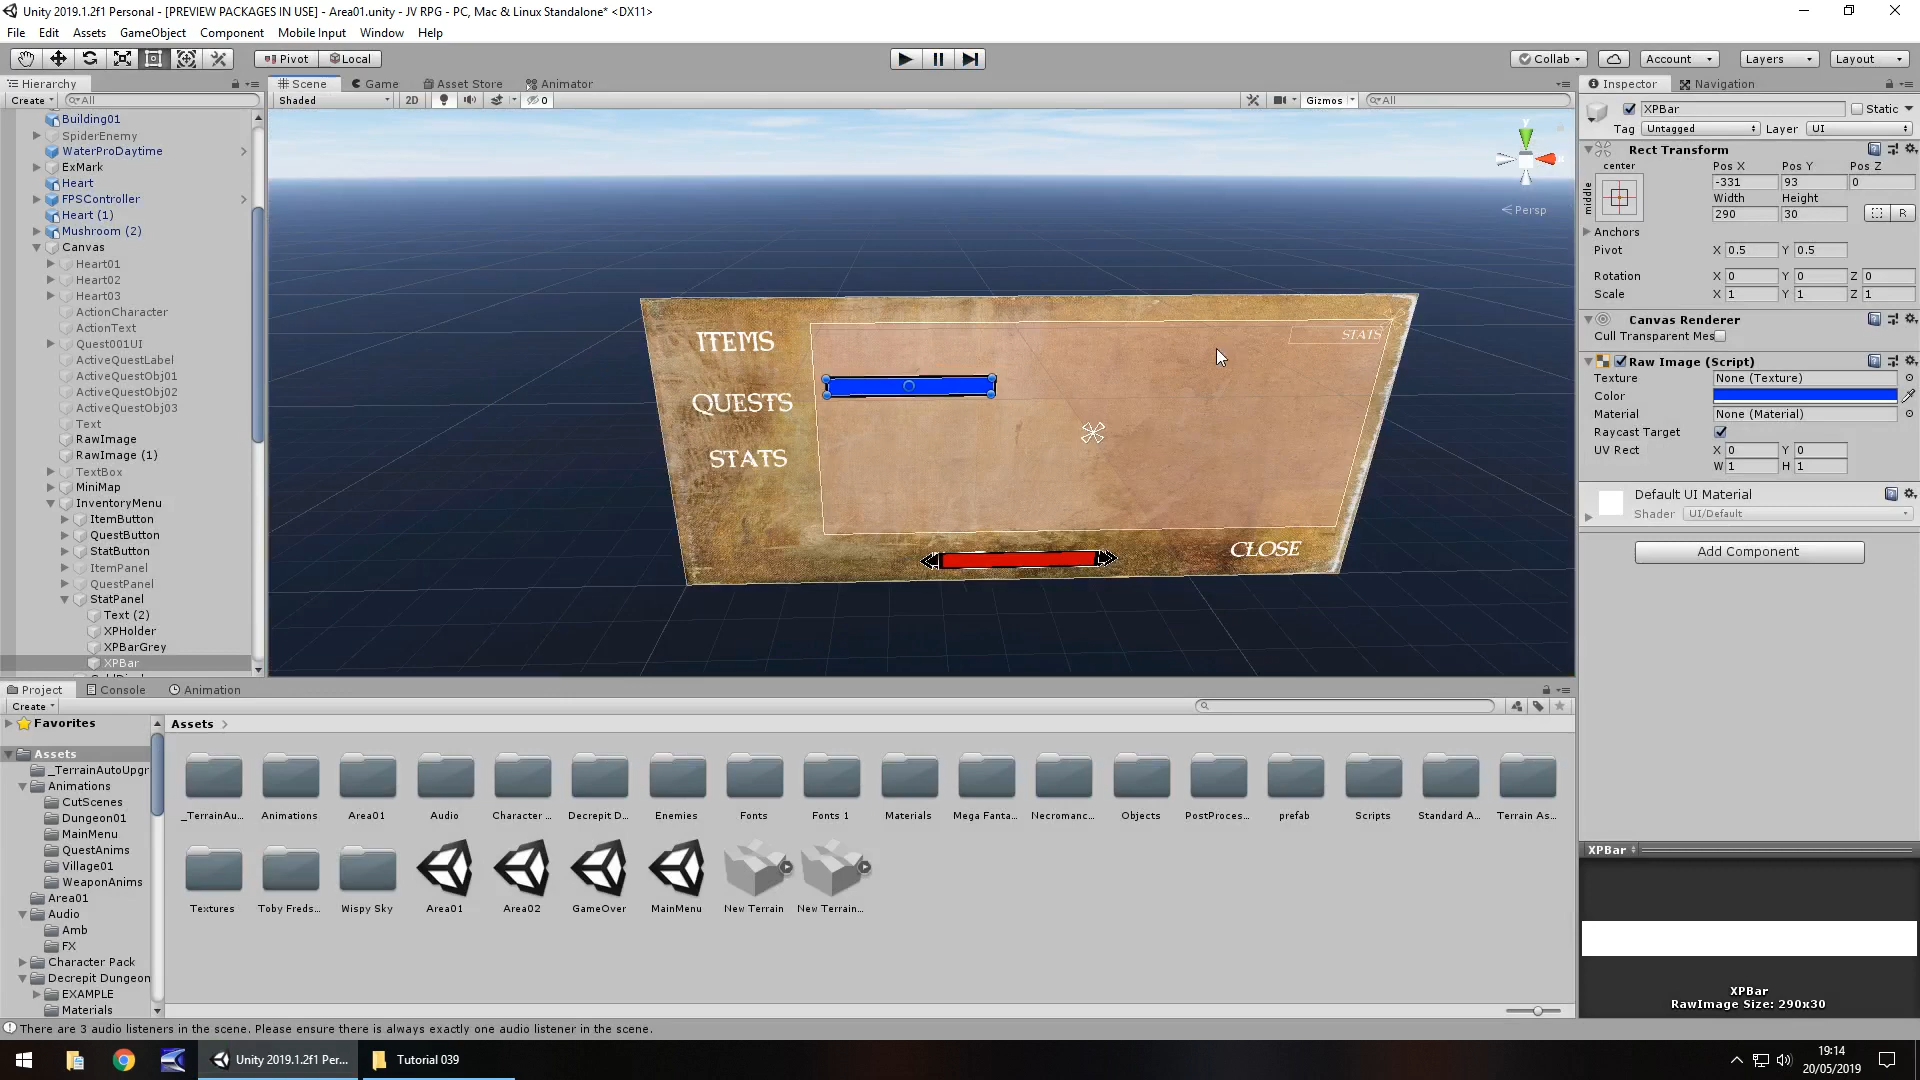 Unity 2019.1.2f1 Personal - [PREVIEW PACKAGES IN USE] - Area01.unity - JV RPG - PC, Mac & Linux Standalone* <DX11>
File Edit Assets GameObject Component Mobile Input Window Help
Pivot Local Collab Account Layers Layout
Hierarchy Scene Game Asset Store Animator Inspector Navigation
Create All Shaded 2D 0 Gizmos All
Building01
SpiderEnemy
WaterProDaytime
ExMark
Heart
FPSController
Heart (1)
Mushroom (2)
Canvas
Heart01
Heart02
Heart03
ActionCharacter
ActionText
Quest001UI
ActiveQuestLabel
ActiveQuestObj01
ActiveQuestObj02
ActiveQuestObj03
Text
RawImage
RawImage (1)
TextBox
MiniMap
InventoryMenu
ItemButton
QuestButton
StatButton
ItemPanel
QuestPanel
StatPanel
Text (2)
XPHolder
XPBarGrey
XPBar
y
Persp
ITEMS
STATS
QUESTS
STATS
CLOSE
XPBar Static
Tag Untagged Layer UI
Rect Transform
center Pos X Pos Y Pos Z
middle -331 93 0
Width Height
290 30 R
Anchors
Pivot X 0.5 Y 0.5
Rotation X 0 Y 0 Z 0
Scale X 1 Y 1 Z 1
Canvas Renderer
Cull Transparent Mes
Raw Image (Script)
Texture None (Texture)
Color
Material None (Material)
Raycast Target
UV Rect X 0 Y 0
W 1 H 1
Default UI Material
Shader UI/Default
Add Component
XPBar
XPBar
RawImage Size: 290x30
Project Console Animation
Create
Favorites
Assets
_TerrainAutoUpgr
Animations
CutScenes
Dungeon01
MainMenu
QuestAnims
Village01
WeaponAnims
Area01
Audio
Amb
FX
Character Pack
Decrepit Dungeon
EXAMPLE
Materials
Assets
_TerrainAu... Animations Area01 Audio Character ... Decrepit D... Enemies Fonts Fonts 1 Materials Mega Fanta... Necromanc... Objects PostProces... prefab Scripts Standard A... Terrain As...
Textures Toby Freds... Wispy Sky Area01 Area02 GameOver MainMenu New Terrain New Terrain...
There are 3 audio listeners in the scene. Please ensure there is always exactly one audio listener in the scene.
Unity 2019.1.2f1 Per... Tutorial 039
19:14
20/05/2019